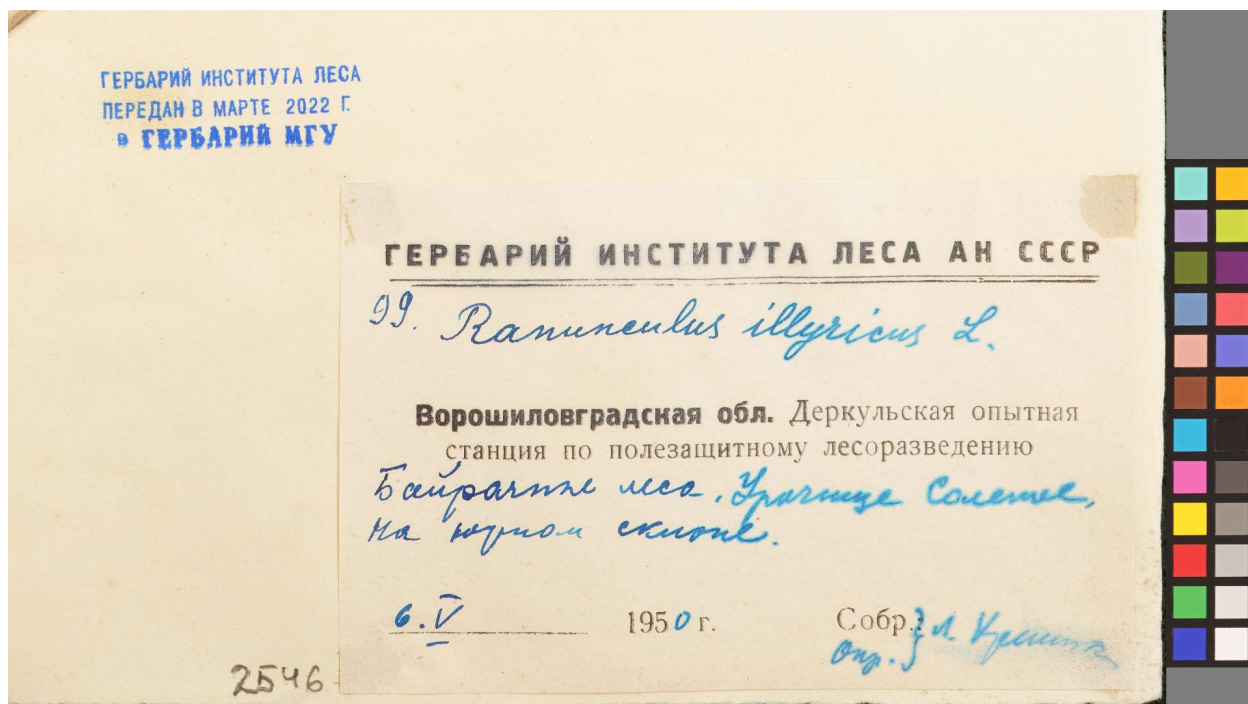 ГЕРБАРИЙ ИНСТИТУТА ЛЕСА
ПЕРЕДАН В МАРТЕ 2022 Г.
в ГЕРБАРИЙ МГУ
ГЕРБАРИЙ ИНСТИТУТА ЛЕСА АН СССР
99. Ranunculus illyricus L.
Ворошиловградская обл. Деркульская опытная
станция по полезащитному лесоразведению
Байрачные леса. Урочище
на южном склоне.
6.V 1950 г. Собр.: Л.
Опр.
2546